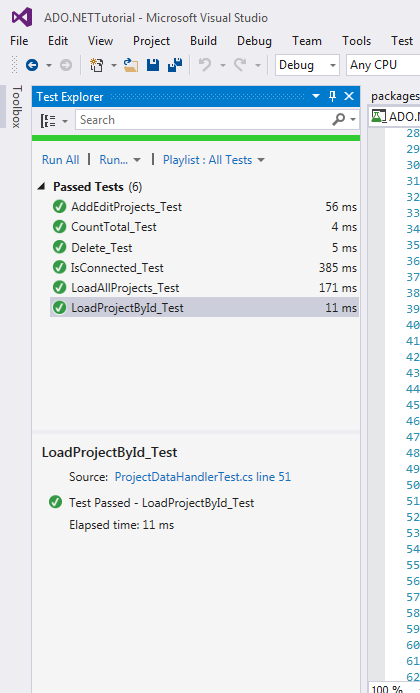 ADO.NETTutorial - Microsoft Visual Studio
File Edit View Project Build Debug Team Tools Test
Debug Any CPU
Toolbox
Test Explorer
packages
Search
ADO.N
Run All | Run... | Playlist : All Tests
Passed Tests (6)
AddEditProjects_Test 56 ms
CountTotal_Test 4 ms
Delete_Test 5 ms
IsConnected_Test 385 ms
LoadAllProjects_Test 171 ms
LoadProjectById_Test 11 ms
LoadProjectById_Test
Source: ProjectDataHandlerTest.cs line 51
Test Passed - LoadProjectById_Test
Elapsed time: 11 ms
28
29
30
31
32
33
34
35
36
37
38
39
40
41
42
43
44
45
46
47
48
49
50
51
52
53
54
55
56
57
58
59
60
61
62
100 %